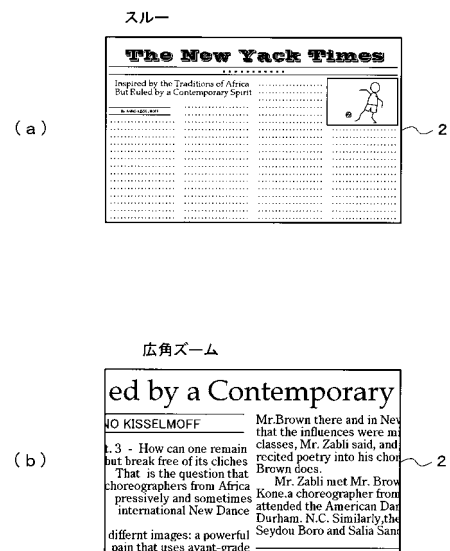 スルー
The New Yack Times
Inspired by the Traditions of Africa
But Ruled by a Contemporary Spirit
(a)
2
広角ズーム
ed by a Contemporary
NO KISSELMOFF
t. 3 - How can one remain
but break free of its cliches
That is the question that
choreographers from Africa
pressively and sometimes
international New Dance
differnt images: a powerful
pain that uses avant-grade
Mr.Brown there and in Nev
that the influences were mi
classes, Mr. Zabli said, and
recited poetry into his chor
Brown does.
Mr. Zabli met Mr. Brow
Kone.a choreographer from
attended the American Dar
Durham. N.C. Similarly,the
Seydou Boro and Salia Sano
(b)
2